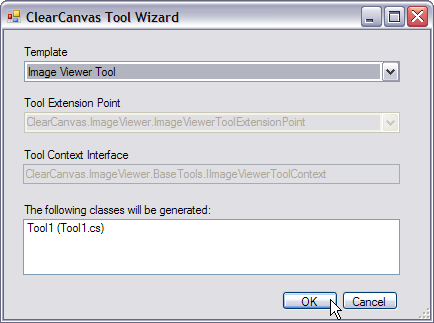 ClearCanvas Tool Wizard
Template
Image Viewer Tool
Tool Extension Point
ClearCanvas.ImageViewer.ImageViewerToolExtensionPoint
Tool Context Interface
ClearCanvas.ImageViewer.BaseTools.IImageViewerToolContext
The following classes will be generated:
Tool1 (Tool1.cs)
OK
Cancel